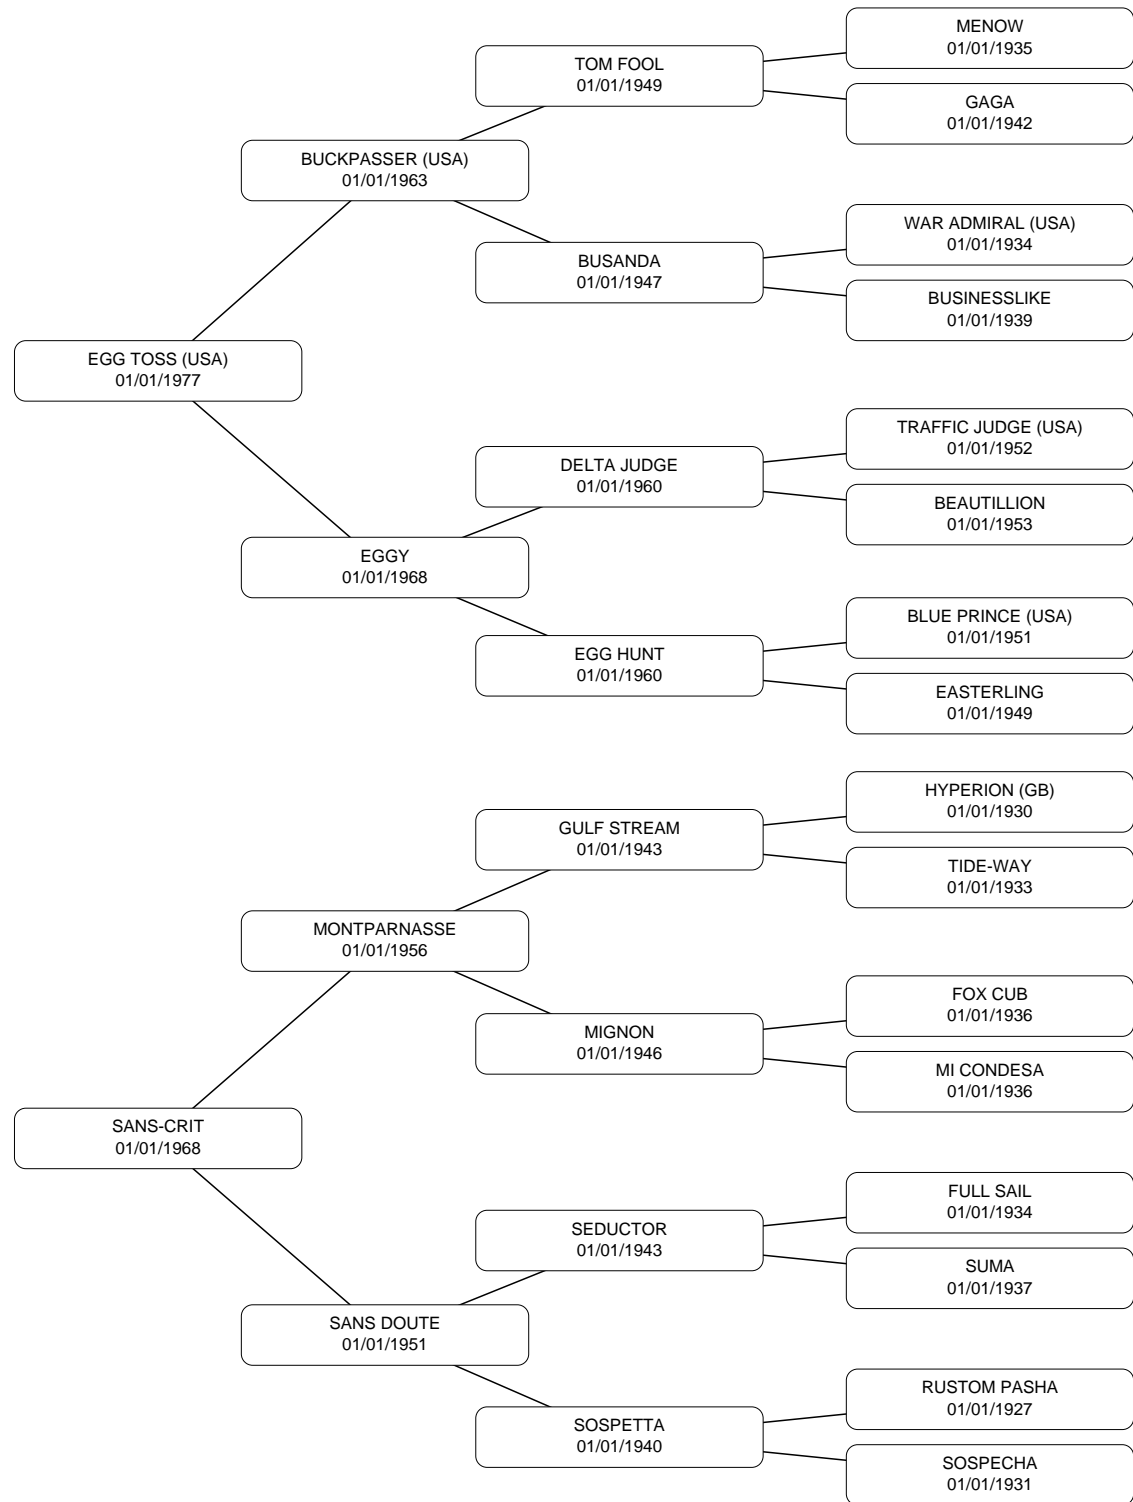 MENOW
01/01/1935
TOM FOOL
01/01/1949
GAGA
01/01/1942
BUCKPASSER (USA)
01/01/1963
WAR ADMIRAL (USA)
01/01/1934
BUSANDA
01/01/1947
BUSINESSLIKE
01/01/1939
EGG TOSS (USA)
01/01/1977
TRAFFIC JUDGE (USA)
01/01/1952
DELTA JUDGE
01/01/1960
BEAUTILLION
01/01/1953
EGGY
01/01/1968
BLUE PRINCE (USA)
01/01/1951
EGG HUNT
01/01/1960
EASTERLING
01/01/1949
HYPERION (GB)
01/01/1930
GULF STREAM
01/01/1943
TIDE-WAY
01/01/1933
MONTPARNASSE
01/01/1956
FOX CUB
01/01/1936
MIGNON
01/01/1946
MI CONDESA
01/01/1936
SANS-CRIT
01/01/1968
FULL SAIL
01/01/1934
SEDUCTOR
01/01/1943
SUMA
01/01/1937
SANS DOUTE
01/01/1951
RUSTOM PASHA
01/01/1927
SOSPETTA
01/01/1940
SOSPECHA
01/01/1931